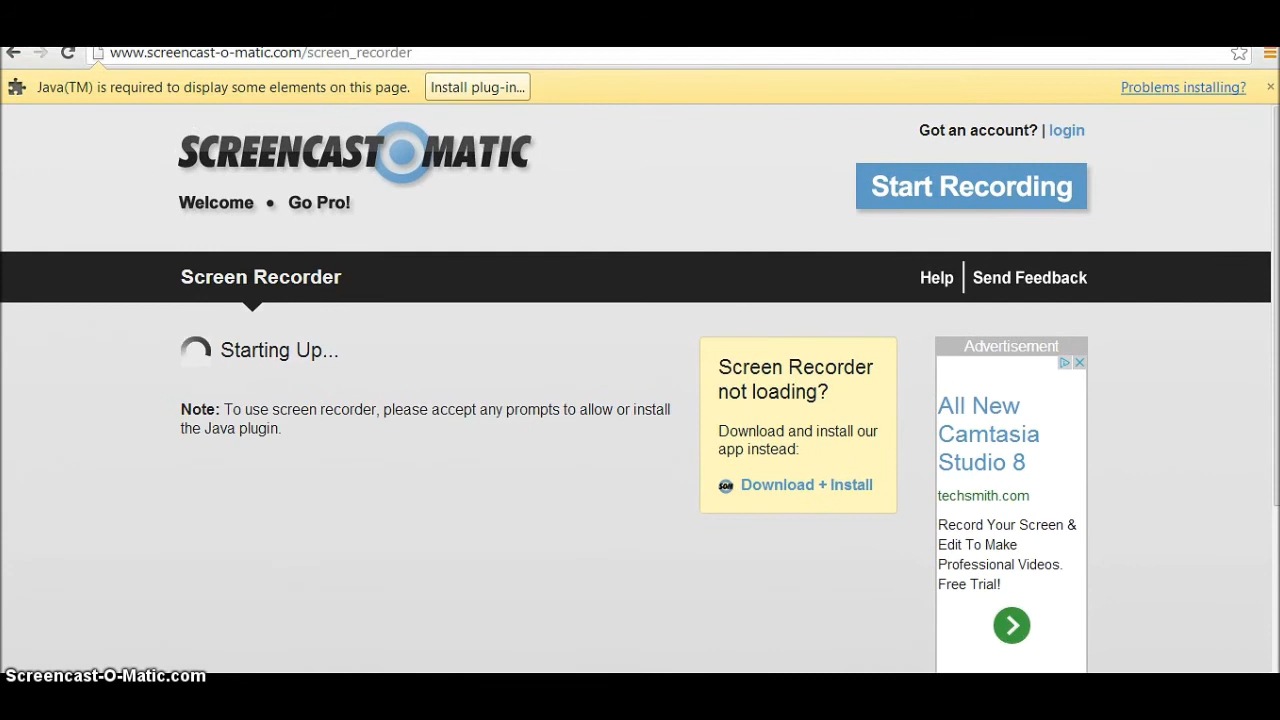 www.screencast-o-matic.com/screen_recorder
Java(TM) is required to display some elements on this page. Install plug-in... Problems installing?
Got an account? | login
SCREENCAST O MATIC
Start Recording
Welcome • Go Pro!
Screen Recorder
Help | Send Feedback
Starting Up...
Note: To use screen recorder, please accept any prompts to allow or install
the Java plugin.
Screen Recorder
not loading?
Download and install our
app instead:
SOM Download + Install
Advertisement
All New
Camtasia
Studio 8
techsmith.com
Record Your Screen &
Edit To Make
Professional Videos.
Free Trial!
Screencast-O-Matic.com